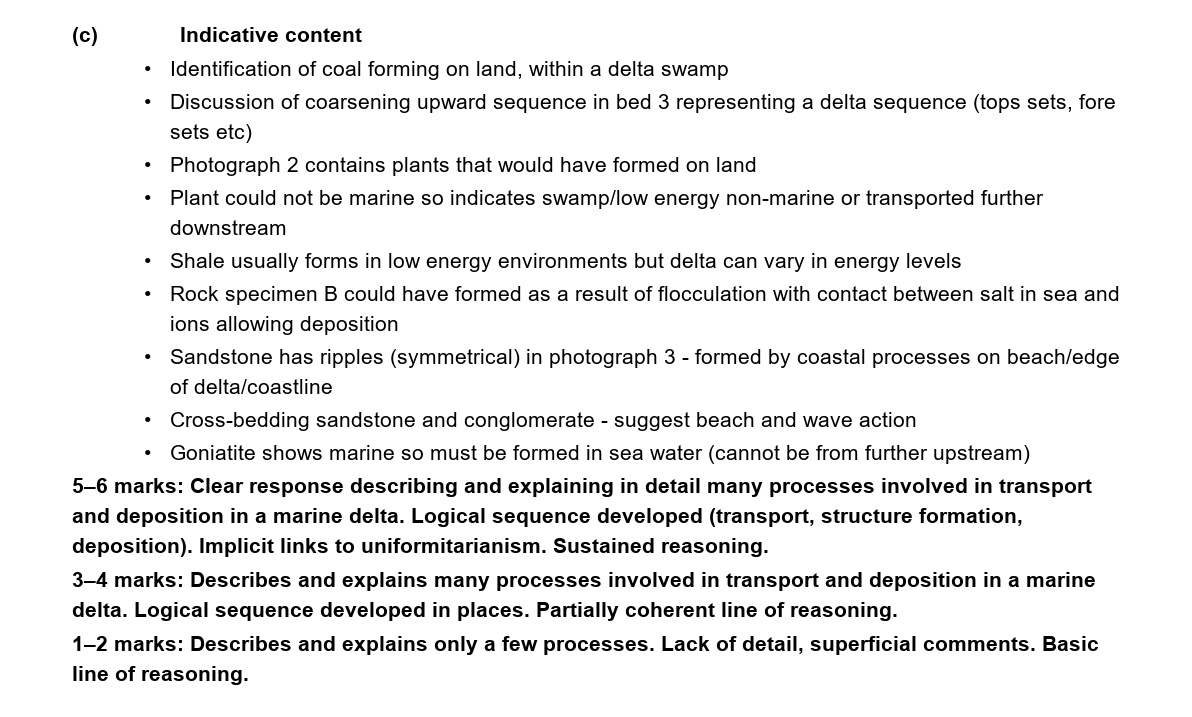 (c) Indicative content
• Identification of coal forming on land, within a delta swamp
• Discussion of coarsening upward sequence in bed 3 representing a delta sequence (tops sets, fore
sets etc)
• Photograph 2 contains plants that would have formed on land
• Plant could not be marine so indicates swamp/low energy non-marine or transported further
downstream
• Shale usually forms in low energy environments but delta can vary in energy levels
• Rock specimen B could have formed as a result of flocculation with contact between salt in sea and
ions allowing deposition
• Sandstone has ripples (symmetrical) in photograph 3 - formed by coastal processes on beach/edge
of delta/coastline
• Cross-bedding sandstone and conglomerate - suggest beach and wave action
• Goniatite shows marine so must be formed in sea water (cannot be from further upstream)
5–6 marks: Clear response describing and explaining in detail many processes involved in transport
and deposition in a marine delta. Logical sequence developed (transport, structure formation,
deposition). Implicit links to uniformitarianism. Sustained reasoning.
3–4 marks: Describes and explains many processes involved in transport and deposition in a marine
delta. Logical sequence developed in places. Partially coherent line of reasoning.
1–2 marks: Describes and explains only a few processes. Lack of detail, superficial comments. Basic
line of reasoning.